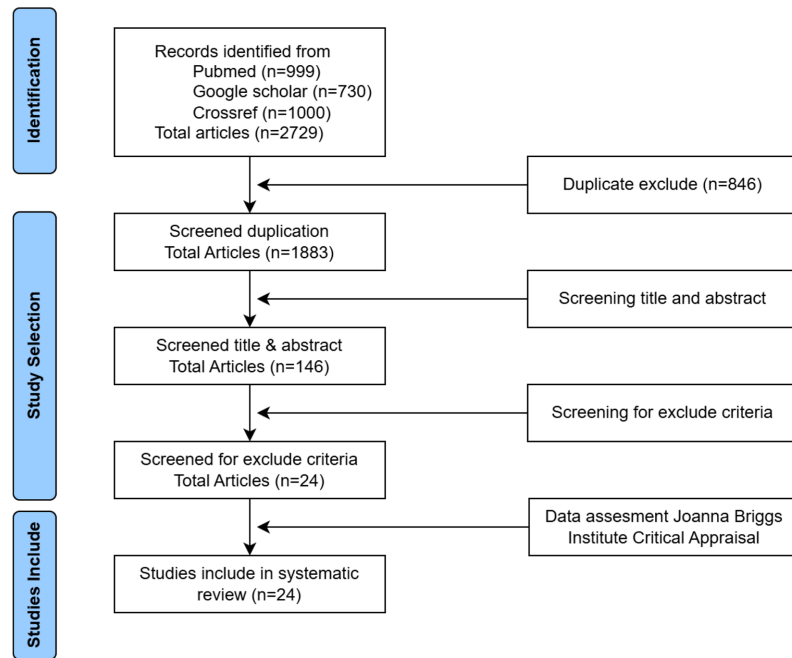 Identification
Records identified from
Pubmed (n=999)
Google scholar (n=730)
Crossref (n=1000)
Total articles (n=2729)
Duplicate exclude (n=846)
Study Selection
Screened duplication
Total Articles (n=1883)
Screening title and abstract
Screened title & abstract
Total Articles (n=146)
Screening for exclude criteria
Screened for exclude criteria
Total Articles (n=24)
Studies Include
Data assesment Joanna Briggs
Institute Critical Appraisal
Studies include in systematic
review (n=24)